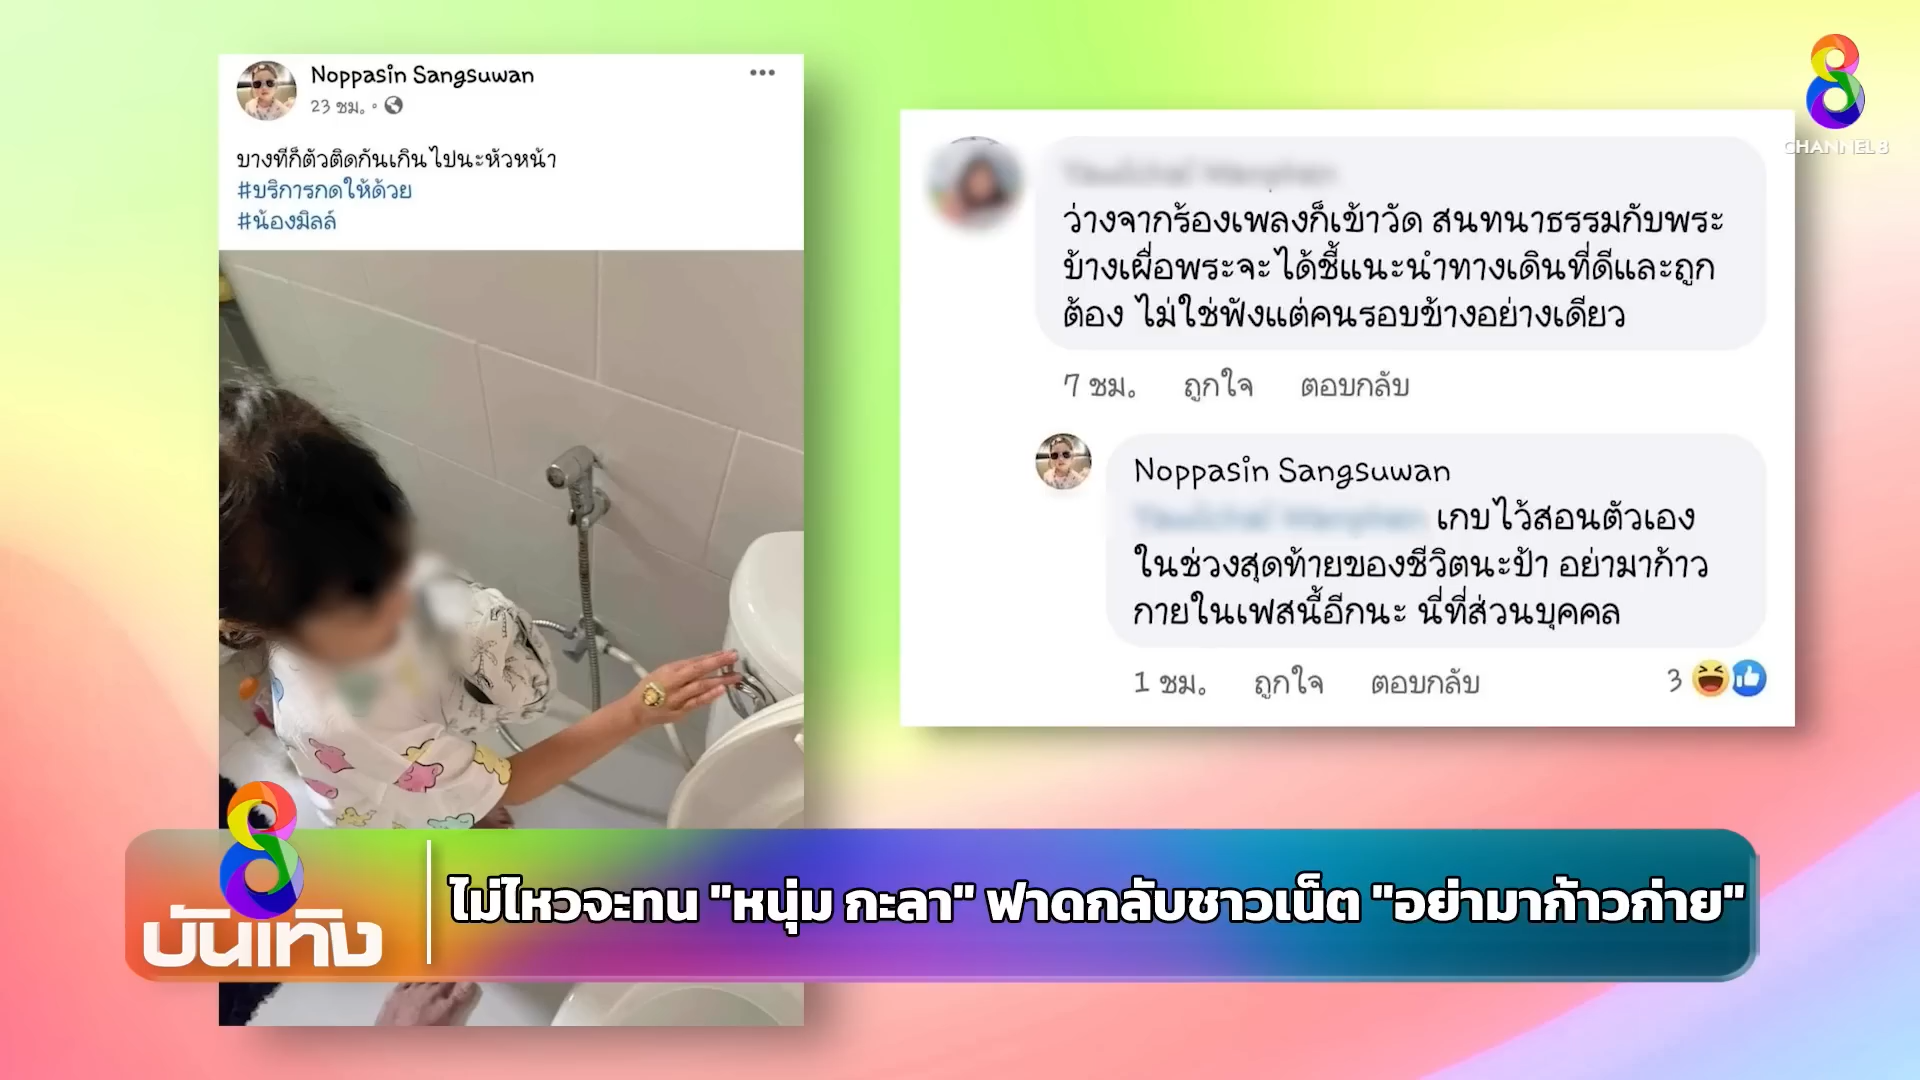 Noppasin Sangsuwan
23 ชม.
บางทีก็ตัวติดกันเกินไปนะหัวหน้า
#บริการกดให้ด้วย
#น้องมิลล์
CHANNEL 8
ว่างจากร้องเพลงก็เข้าวัด สนทนาธรรมกับพระ
บ้างเผื่อพระจะได้ชี้แนะนำทางเดินที่ดีและถูก
ต้อง ไม่ใช่ฟังแต่คนรอบข้างอย่างเดียว
7 ชม. ถูกใจ ตอบกลับ
Noppasin Sangsuwan
เกบไว้สอนตัวเอง
ในช่วงสุดท้ายของชีวิตนะป้า อย่ามาก้าว
กายในเฟสนี้อีกนะ นี่ที่ส่วนบุคคล
1 ชม. ถูกใจ ตอบกลับ 3
8
บันเทิง
ไม่ไหวจะทน "หนุ่ม กะลา" ฟาดกลับชาวเน็ต "อย่ามาก้าวก่าย"